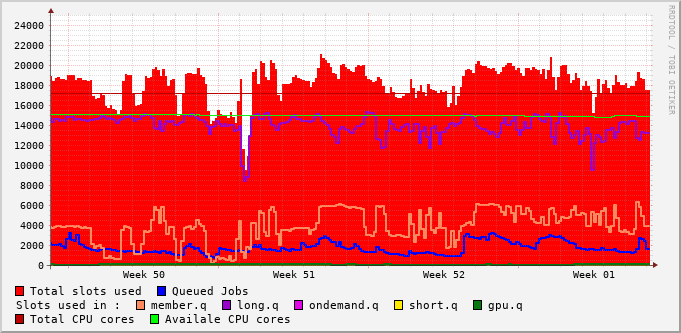 24000
22000
20000
18000
16000
14000
12000
10000
8000
6000
4000
2000
0
Week 50 Week 51 Week 52 Week 01
RRDTOOL / TOBI OETIKER
Total slots used Queued Jobs
Slots used in : member.q long.q ondemand.q short.q gpu.q
Total CPU cores Availale CPU cores